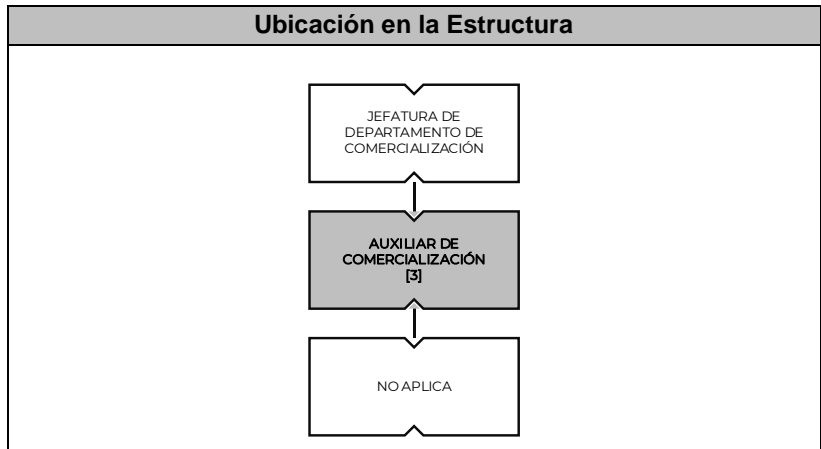 Ubicación en la Estructura
JEFATURA DE
DEPARTAMENTO DE
COMERCIALIZACIÓN
AUXILIAR DE
COMERCIALIZACIÓN
[3]
NO APLICA